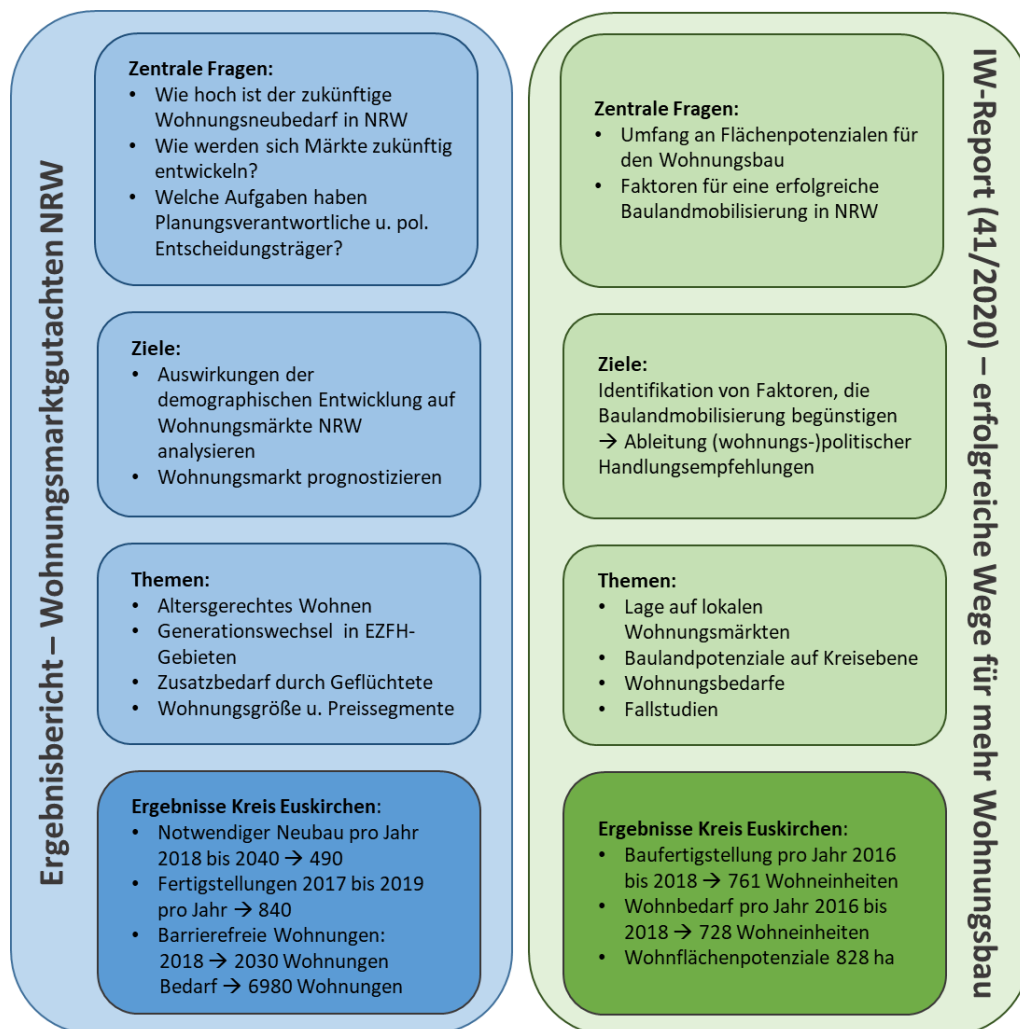 Ergebnisbericht – Wohnungsmarktgutachten NRW
Zentrale Fragen:
• Wie hoch ist der zukünftige
Wohnungsneubedarf in NRW
• Wie werden sich Märkte zukünftig
entwickeln?
• Welche Aufgaben haben
Planungsverantwortliche u. pol.
Entscheidungsträger?
Ziele:
• Auswirkungen der
demographischen Entwicklung auf
Wohnungsmärkte NRW
analysieren
• Wohnungsmarkt prognostizieren
Themen:
• Altersgerechtes Wohnen
• Generationswechsel in EZFH-
Gebieten
• Zusatzbedarf durch Geflüchtete
• Wohnungsgröße u. Preissegmente
Ergebnisse Kreis Euskirchen:
• Notwendiger Neubau pro Jahr
2018 bis 2040 → 490
• Fertigstellungen 2017 bis 2019
pro Jahr → 840
• Barrierefreie Wohnungen:
2018 → 2030 Wohnungen
Bedarf → 6980 Wohnungen
IW-Report (41/2020) – erfolgreiche Wege für mehr Wohnungsbau
Zentrale Fragen:
• Umfang an Flächenpotenzialen für
den Wohnungsbau
• Faktoren für eine erfolgreiche
Baulandmobilisierung in NRW
Ziele:
Identifikation von Faktoren, die
Baulandmobilisierung begünstigen
→ Ableitung (wohnungs-)politischer
Handlungsempfehlungen
Themen:
• Lage auf lokalen
Wohnungsmärkten
• Baulandpotenziale auf Kreisebene
• Wohnungsbedarfe
• Fallstudien
Ergebnisse Kreis Euskirchen:
• Baufertigstellung pro Jahr 2016
bis 2018 → 761 Wohneinheiten
• Wohnbedarf pro Jahr 2016 bis
2018 → 728 Wohneinheiten
• Wohnflächenpotenziale 828 ha